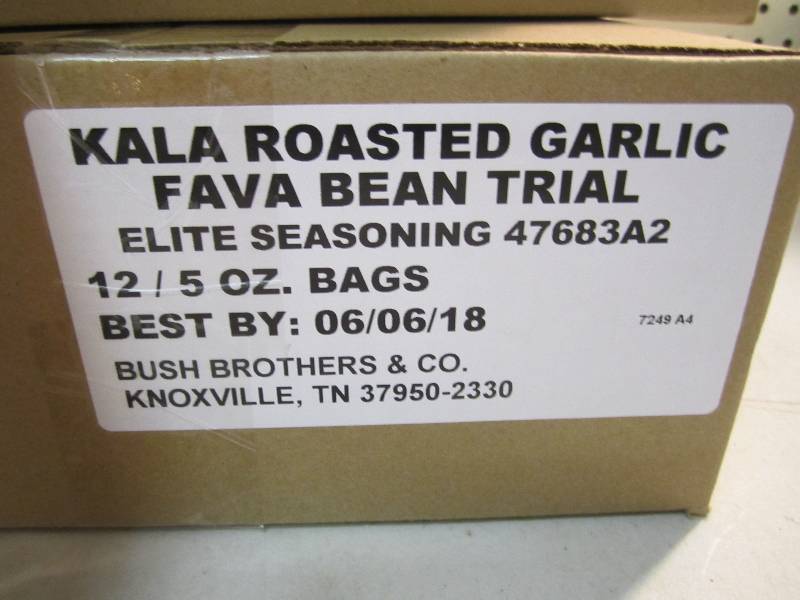 KALA ROASTED GARLIC
FAVA BEAN TRIAL
ELITE SEASONING 47683A2
12 / 5 OZ. BAGS
BEST BY: 06/06/18
7249 A4
BUSH BROTHERS & CO.
KNOXVILLE, TN 37950-2330